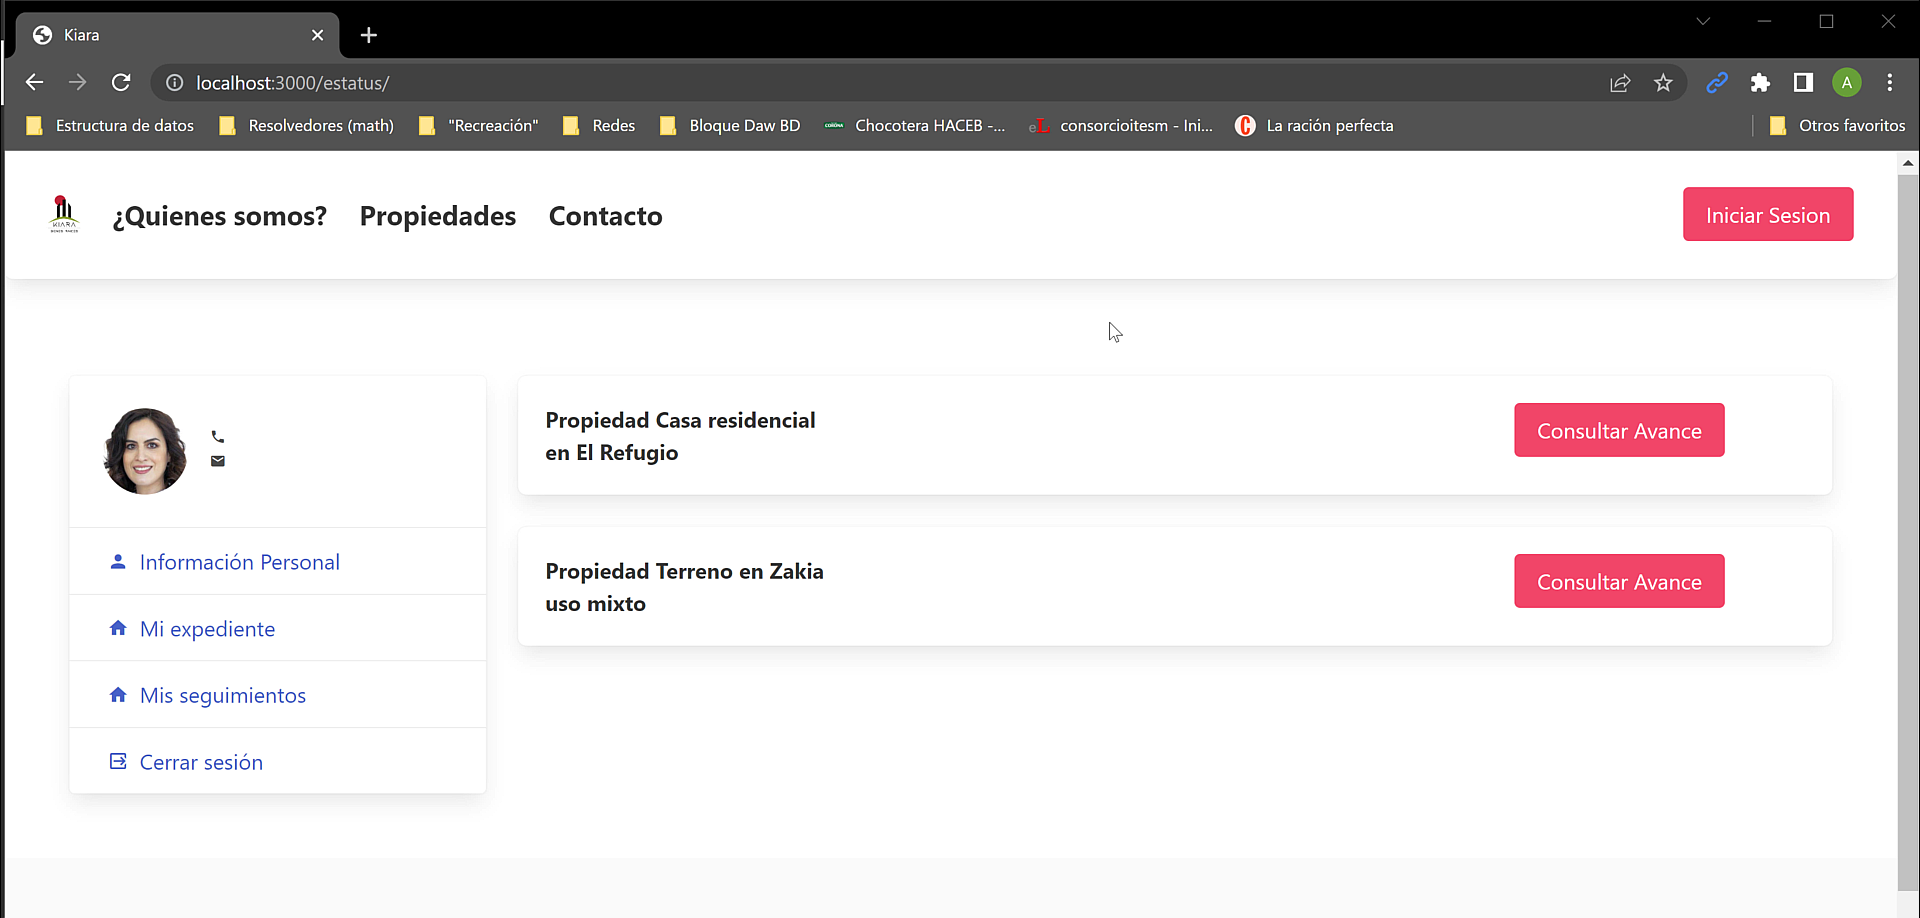 Kiara
localhost:3000/estatus/
A
Estructura de datos
Resolvedores (math)
"Recreación"
Redes
Bloque Daw BD
Chocotera HACEB -...
eL consorcioitesm - Ini...
La ración perfecta
Otros favoritos
KIARA
¿Quienes somos?
Propiedades
Contacto
Iniciar Sesion
Propiedad Casa residencial
en El Refugio
Consultar Avance
Propiedad Terreno en Zakia
uso mixto
Consultar Avance
Información Personal
Mi expediente
Mis seguimientos
Cerrar sesión